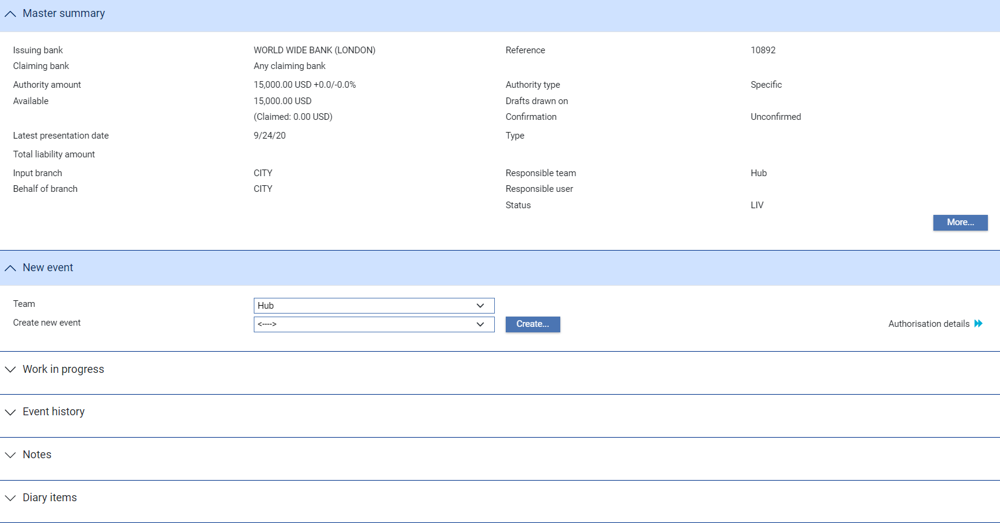 Master summary
Issuing bank WORLD WIDE BANK (LONDON) Reference 10892
Claiming bank Any claiming bank
Authority amount 15,000.00 USD +0.0/-0.0% Authority type Specific
Available 15,000.00 USD Drafts drawn on
(Claimed: 0.00 USD) Confirmation Unconfirmed
Latest presentation date 9/24/20 Type
Total liability amount
Input branch CITY Responsible team Hub
Behalf of branch CITY Responsible user
Status LIV
More...
New event
Team Hub
Create new event <----> Create... Authorisation details
Work in progress
Event history
Notes
Diary items